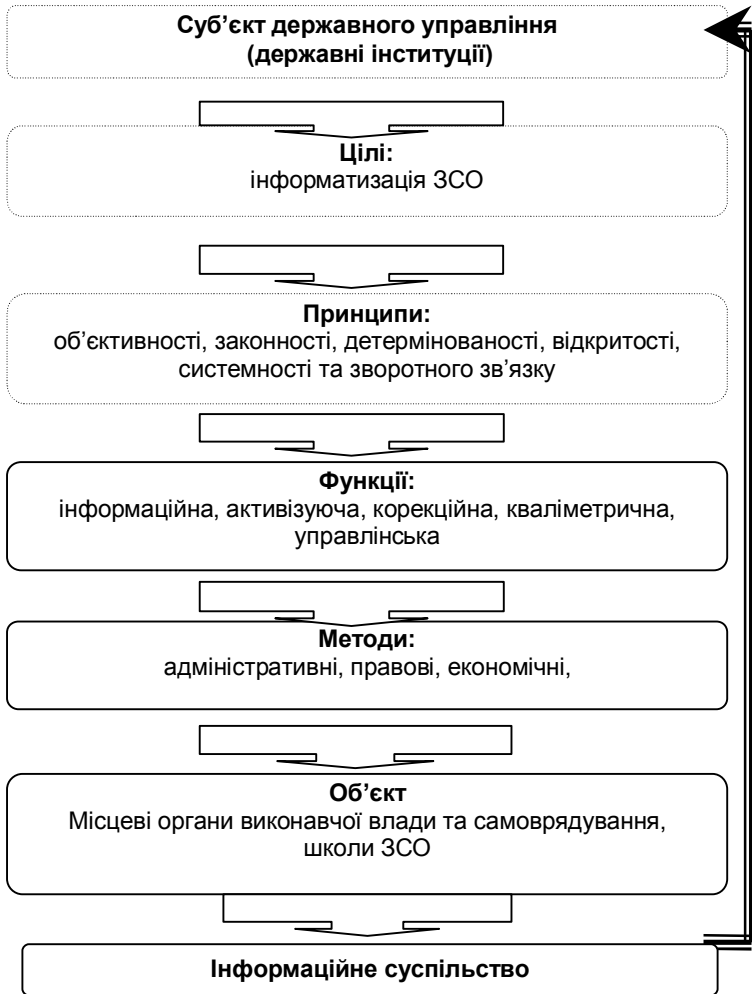 Суб’єкт державного управління
(державні інституції)
Цілі:
інформатизація ЗСО
Принципи:
об’єктивності, законності, детермінованості, відкритості,
системності та зворотного зв’язку
Функції:
інформаційна, активізуюча, корекційна, кваліметрична,
управлінська
Методи:
адміністративні, правові, економічні,
Об’єкт
Місцеві органи виконавчої влади та самоврядування,
школи ЗСО
Інформаційне суспільство